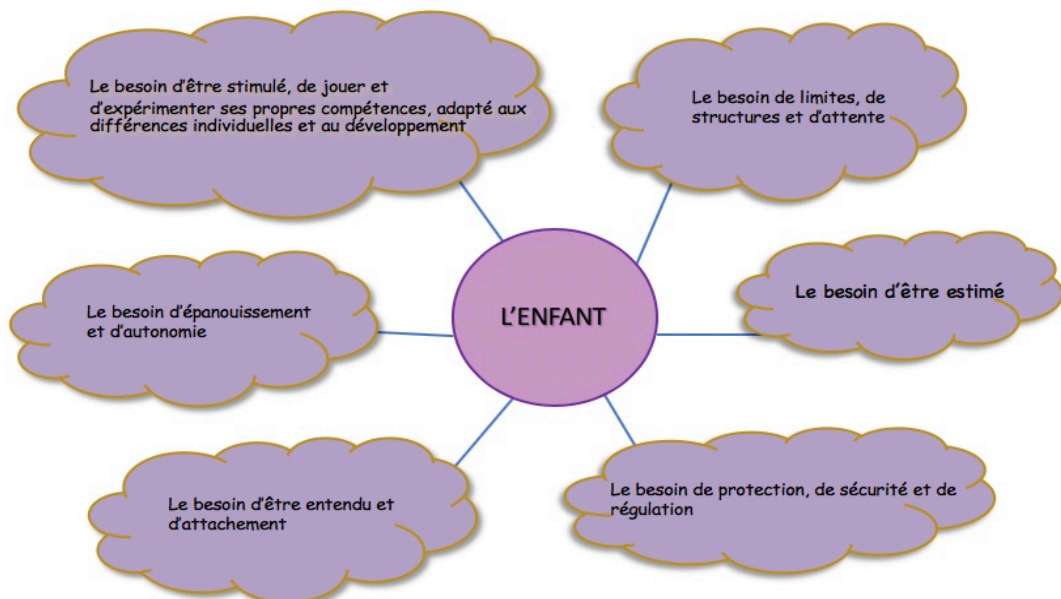 Le besoin d'être stimulé, de jouer et
d'expérimenter ses propres compétences, adapté aux
différences individuelles et au développement
Le besoin de limites, de
structures et d'attente
L'ENFANT
Le besoin d'épanouissement
et d'autonomie
Le besoin d'être estimé
Le besoin d'être entendu et
d'attachement
Le besoin de protection, de sécurité et de
régulation